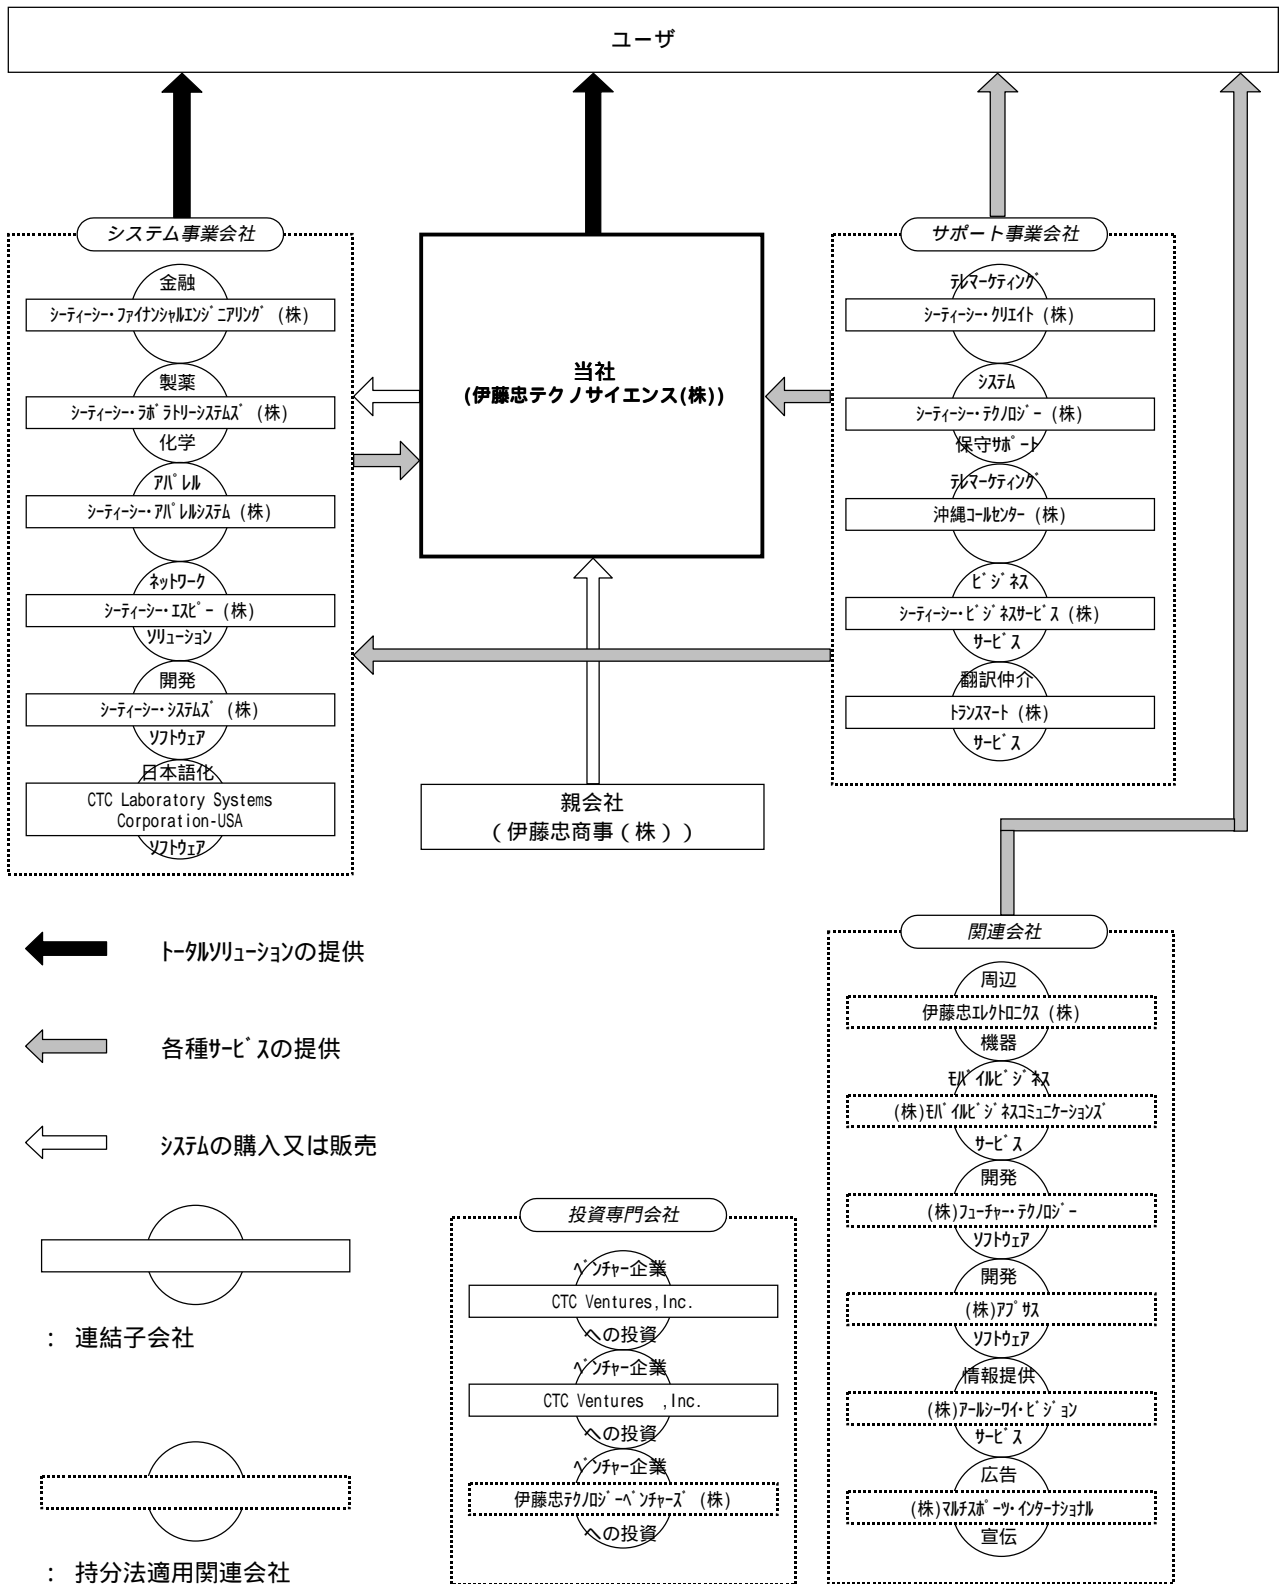 ユーザ
システム事業会社
金融
シーティーシー・ファイナンシャルエンジニアリング (株)
製薬
シーティーシー・ラボラトリーシステムズ (株)
化学
アパレル
シーティーシー・アパレルシステム (株)
ネットワーク
シーティーシー・エスピー (株)
ソリューション
開発
シーティーシー・システムズ (株)
ソフトウェア
日本語化
CTC Laboratory Systems
Corporation-USA
ソフトウェア
当社
(伊藤忠テクノサイエンス(株))
親会社
(伊藤忠商事(株))
サポート事業会社
テレマーケティング
シーティーシー・クリエイト (株)
システム
シーティーシー・テクノロジー (株)
保守サポート
テレマーケティング
沖縄コールセンター (株)
ビジネス
シーティーシー・ビジネスサービス (株)
サービス
翻訳仲介
トランスマート (株)
サービス
トータルソリューションの提供
各種サービスの提供
システムの購入又は販売
: 連結子会社
: 持分法適用関連会社
投資専門会社
ベンチャー企業
CTC Ventures,Inc.
への投資
ベンチャー企業
CTC Ventures ,Inc.
への投資
ベンチャー企業
伊藤忠テクノロジーベンチャーズ (株)
への投資
関連会社
周辺
伊藤忠エレクトロニクス (株)
機器
モバイルビジネス
(株)モバイルビジネスコミュニケーションズ
サービス
開発
(株)フューチャー・テクノロジー
ソフトウェア
開発
(株)アプサス
ソフトウェア
情報提供
(株)アールシーワイ・ビジョン
サービス
広告
(株)マルチスポーツ・インターナショナル
宣伝